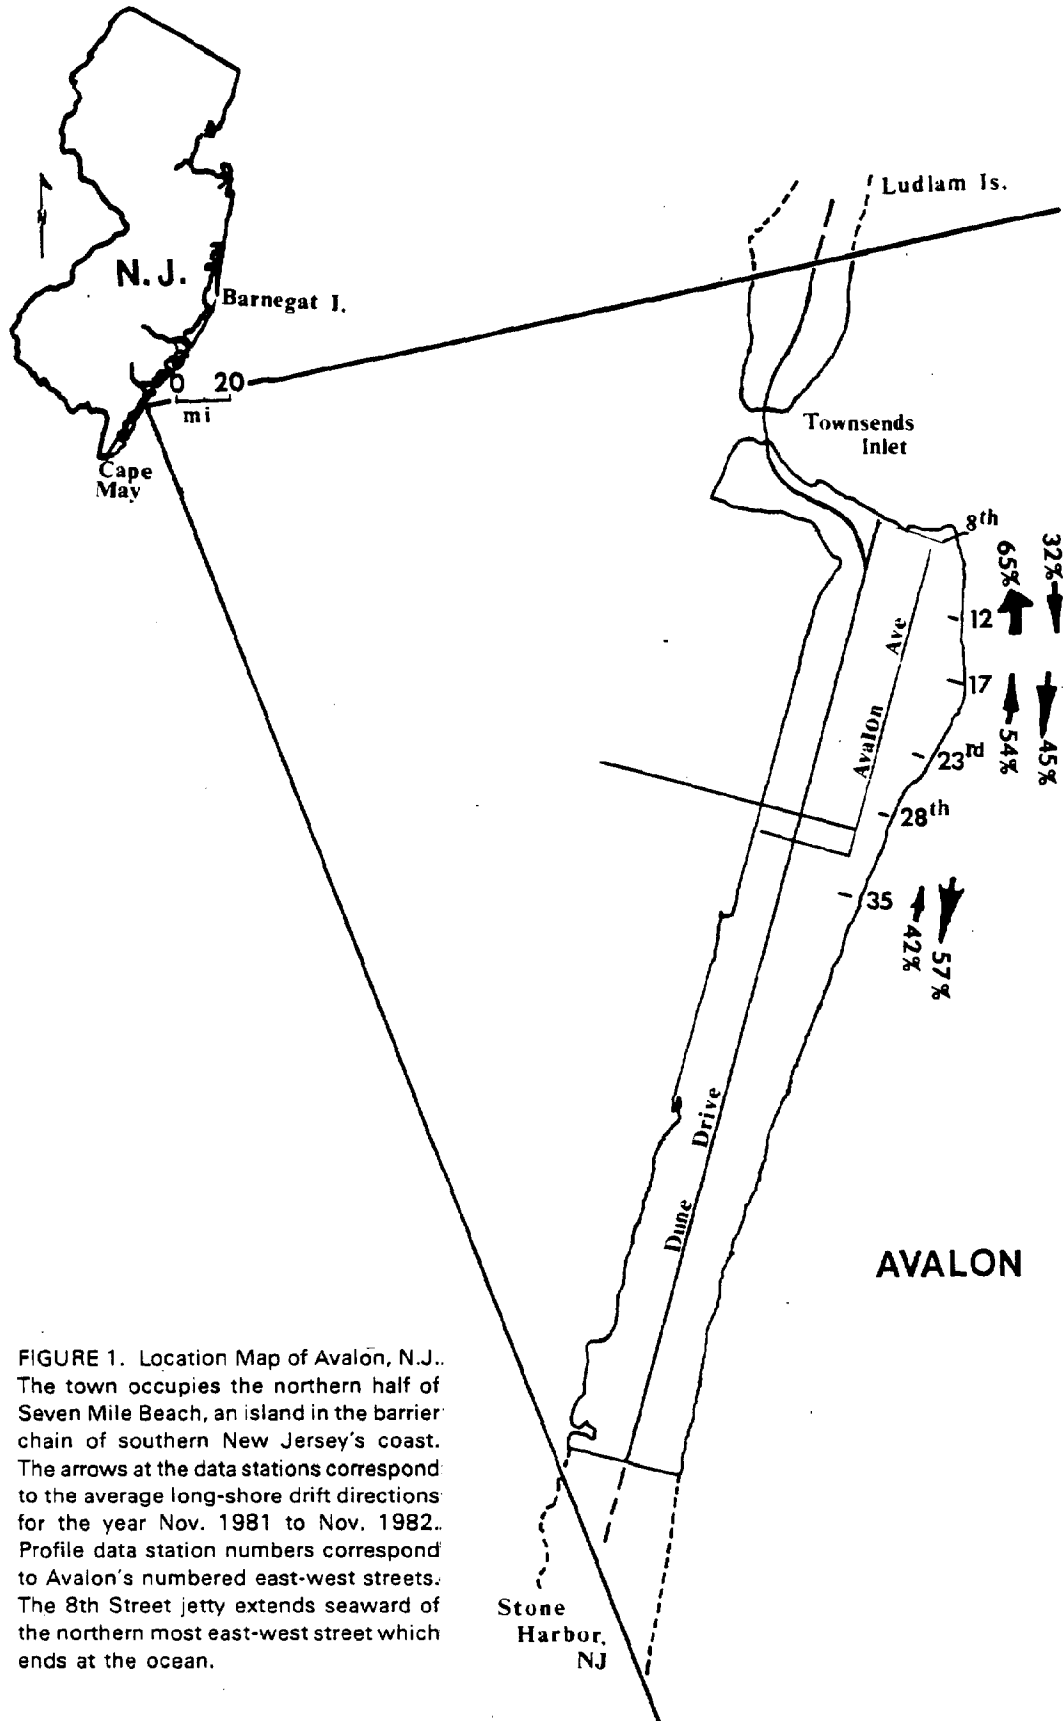 Ludlam Is.
N.J.
Barnegat I.
0 20
mi
Cape
May
Townsends
Inlet
8th
65%
32%
12
Ave
17
Avalon
54%
45%
23rd
28th
35
42%
57%
Drive
Dune
AVALON
FIGURE 1. Location Map of Avalon, N.J..
The town occupies the northern half of
Seven Mile Beach, an island in the barrier
chain of southern New Jersey's coast.
The arrows at the data stations correspond
to the average long-shore drift directions
for the year Nov. 1981 to Nov. 1982..
Profile data station numbers correspond
to Avalon's numbered east-west streets.
The 8th Street jetty extends seaward of
the northern most east-west street which
ends at the ocean.
Stone
Harbor,
NJ